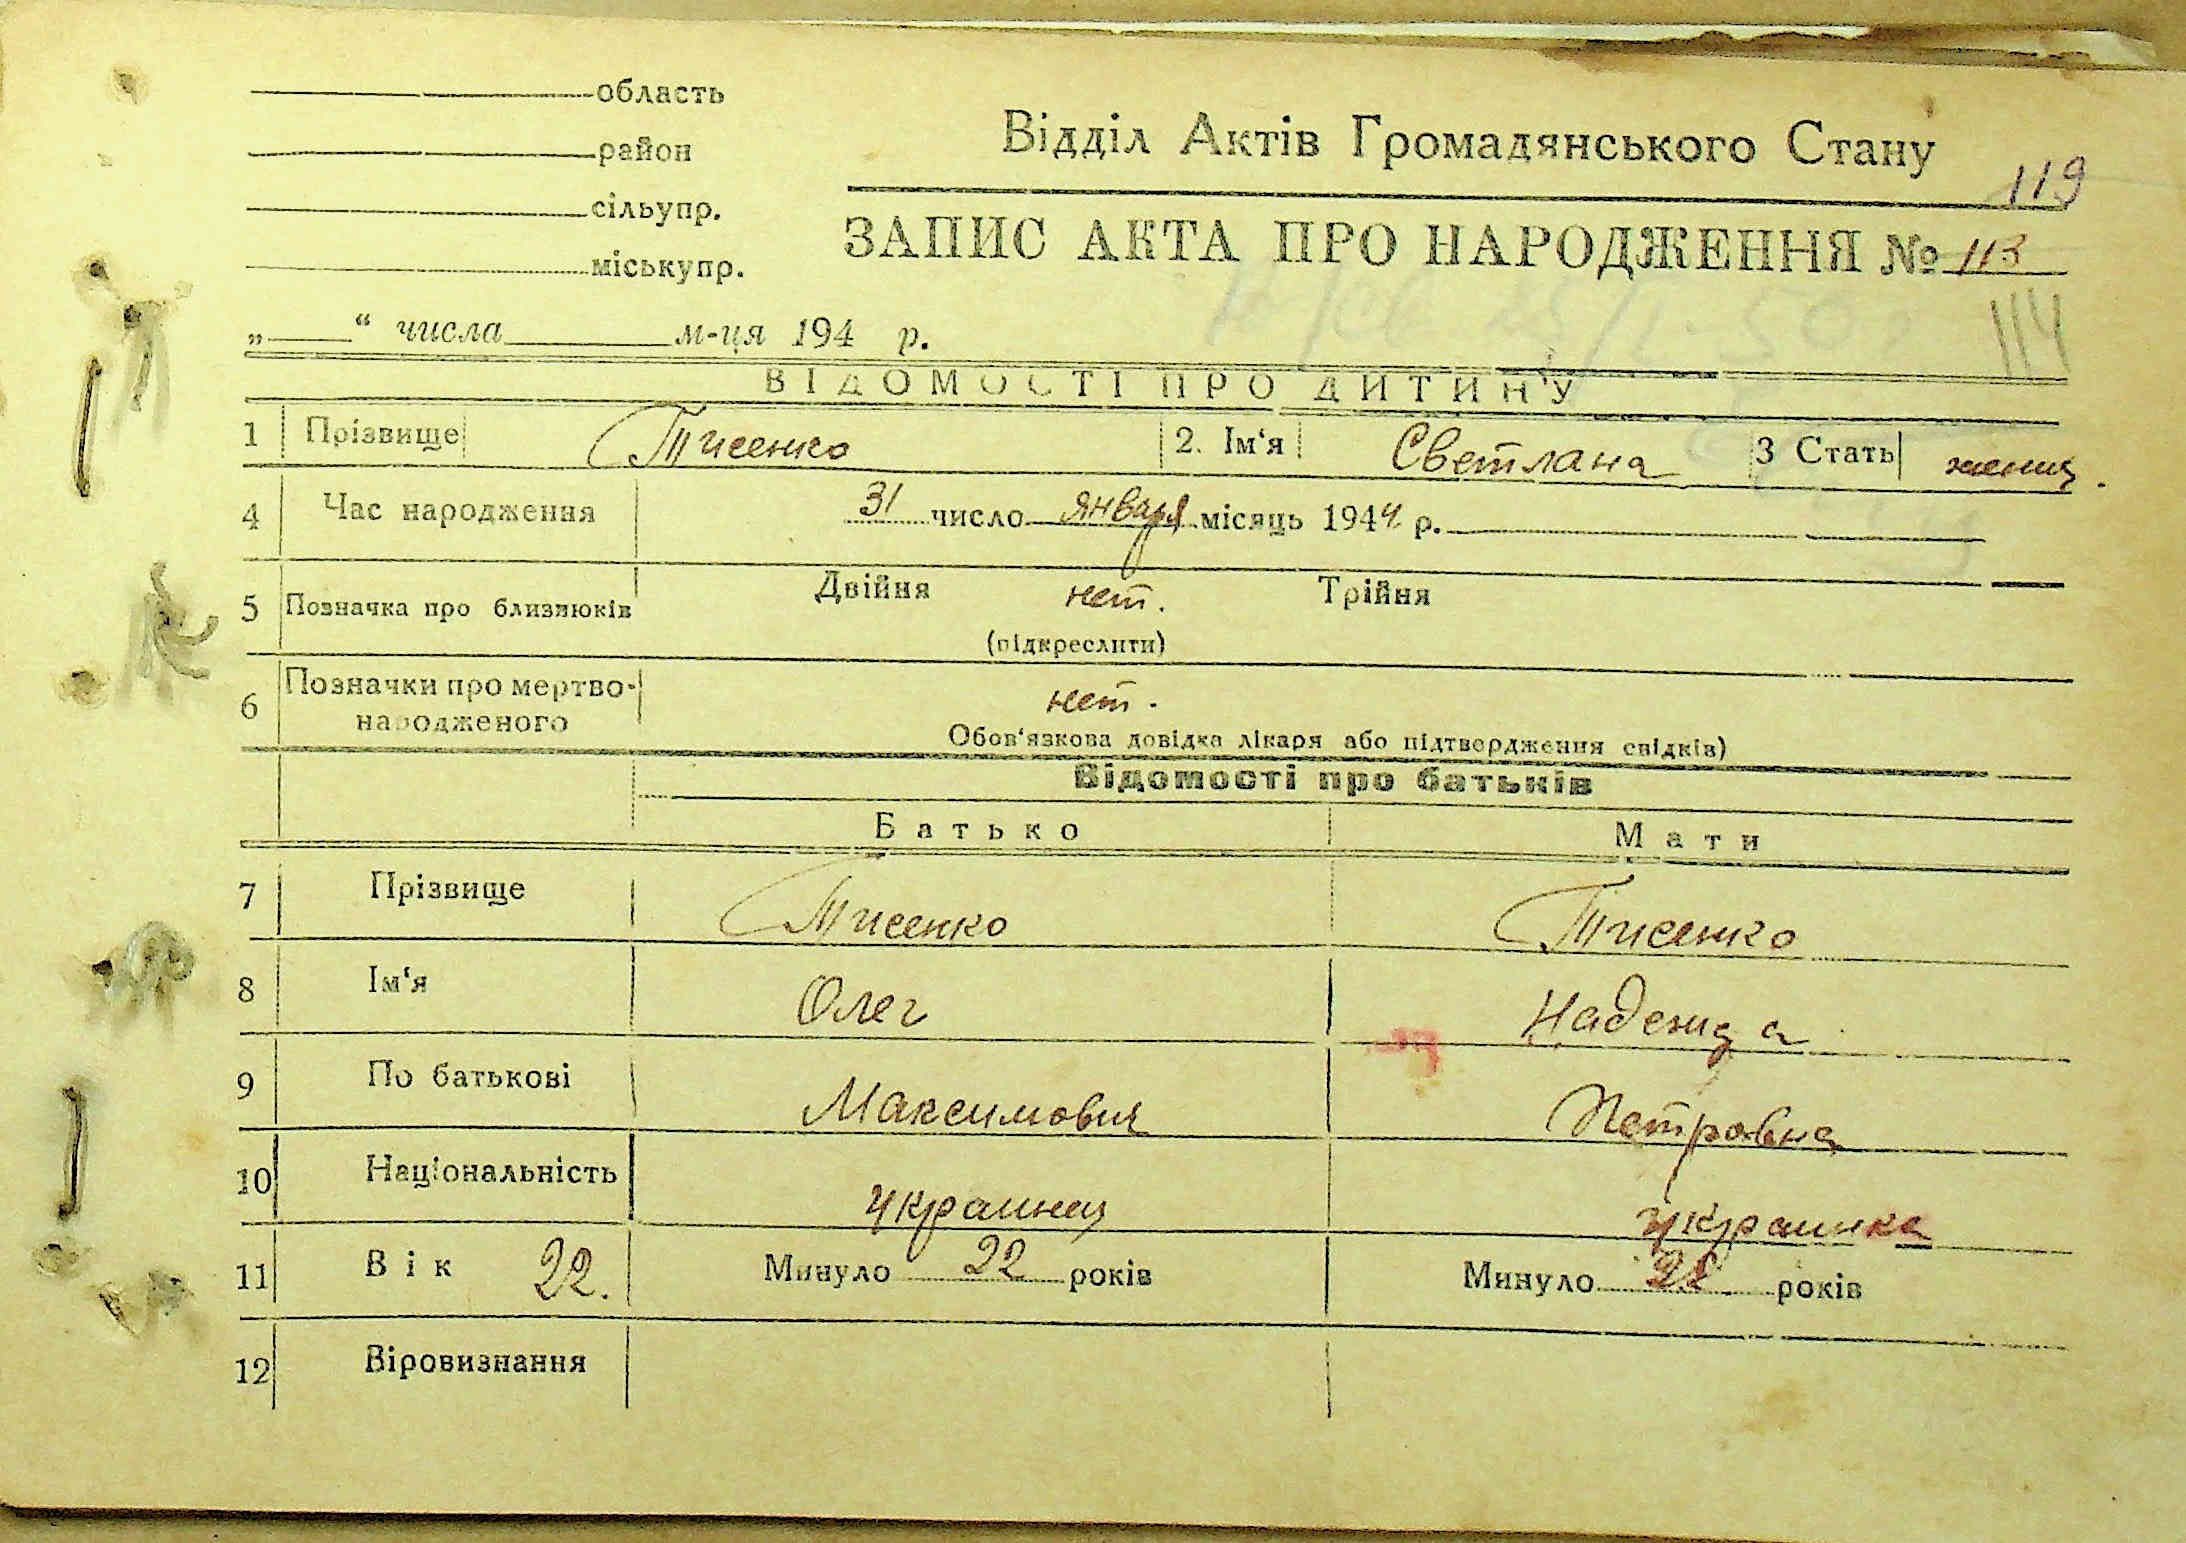 область
район
сільупр.
міськупр.
„ “ числа м-ця 194 р.
Відділ Актів Громадянського Стану
119
ЗАПИС АКТА ПРО НАРОДЖЕННЯ № 113
114
ВІДОМОСТІ ПРО ДИТИНУ
1 Прізвище Тисенко 2. Ім‘я Светлана 3 Стать
4 Час народження 31 число января місяць 1944 р.
5 Позначка про близнюків Двійня нет. Трійня
(підкреслити)
6 Позначки про мертво-
народженого нет.
Обов‘язкова довідка лікаря або підтвердження свідків)
Відомості про батьків
Батько Мати
7 Прізвище Тисенко Тисенко
8 Ім‘я Олег Надежда
9 По батькові Максимович Петровна
10 Національність украинец украинка
11 Вік 22. Минуло 22 років Минуло років
12 Віровизнання